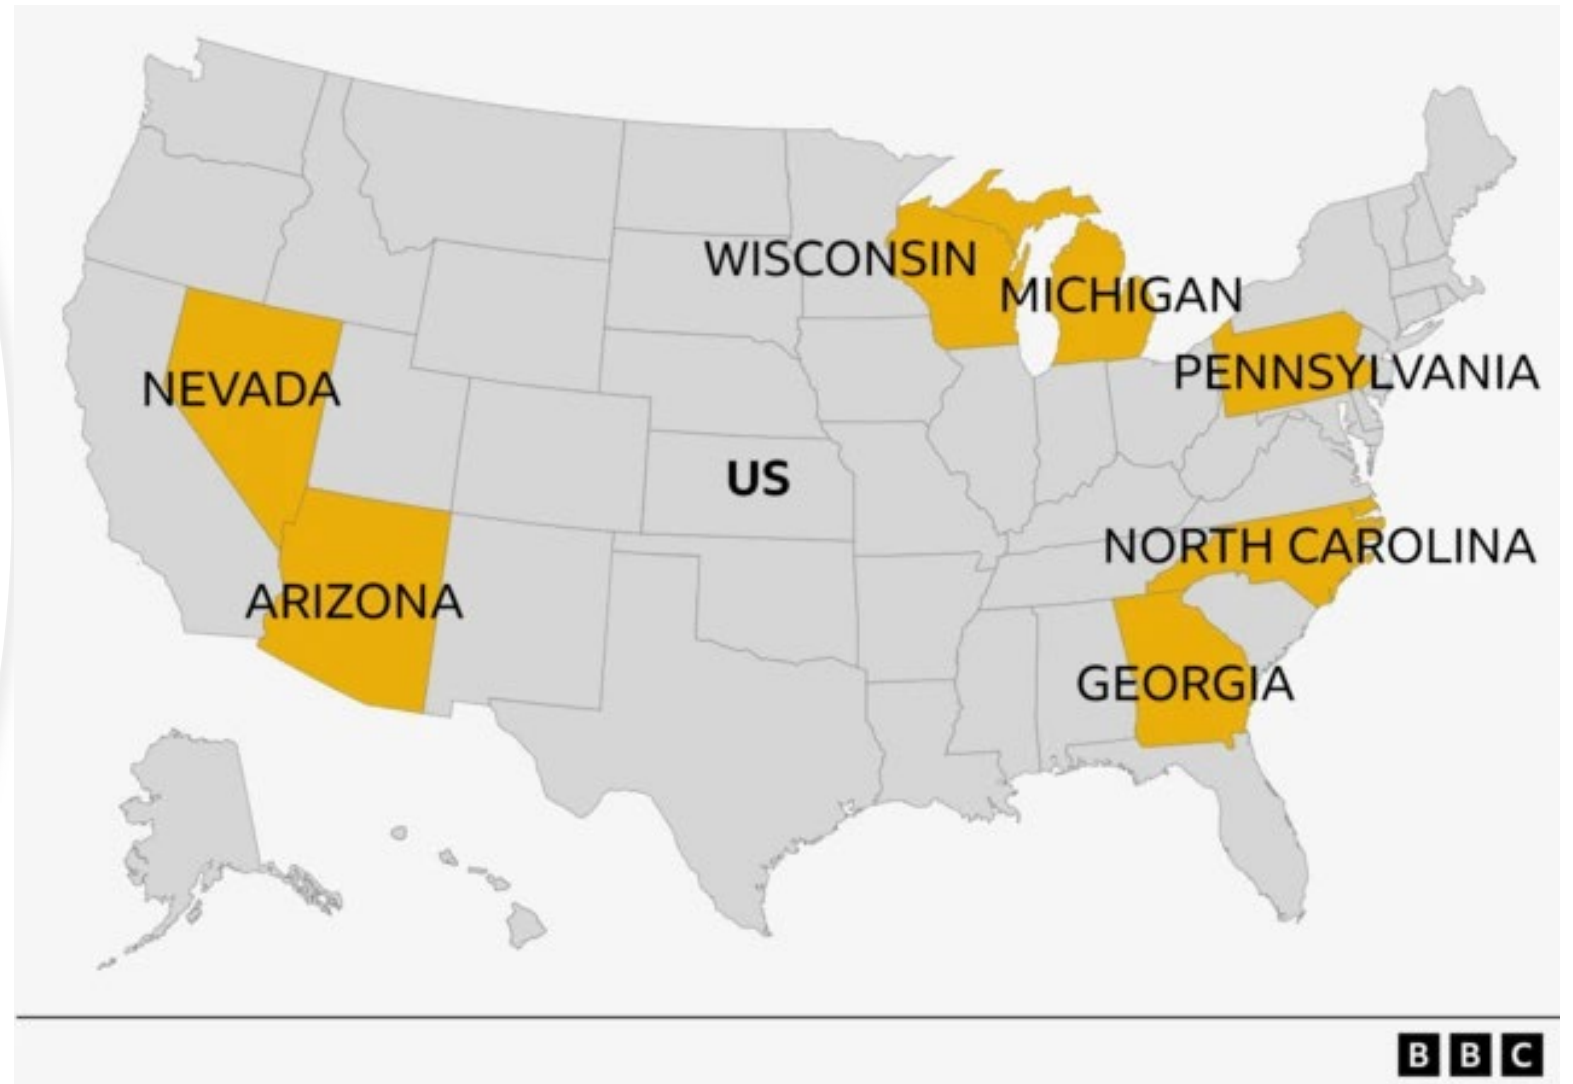 WISCONSIN
MICHIGAN
PENNSYLVANIA
NEVADA
US
NORTH CAROLINA
ARIZONA
GEORGIA
BBC